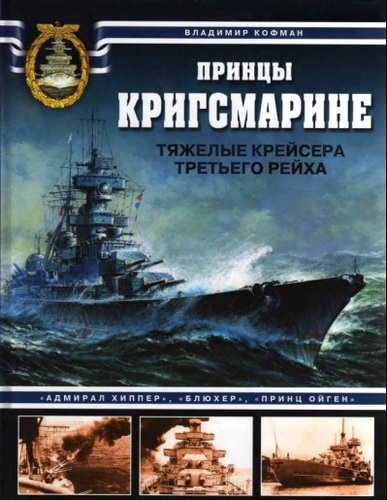 ВЛАДИМИР КОФМАН
ПРИНЦЫ
КРИГСМАРИНЕ
ТЯЖЕЛЫЕ КРЕЙСЕРА
ТРЕТЬЕГО РЕЙХА
«АДМИРАЛ ХИППЕР», «БЛЮХЕР», «ПРИНЦ ОЙГЕН»